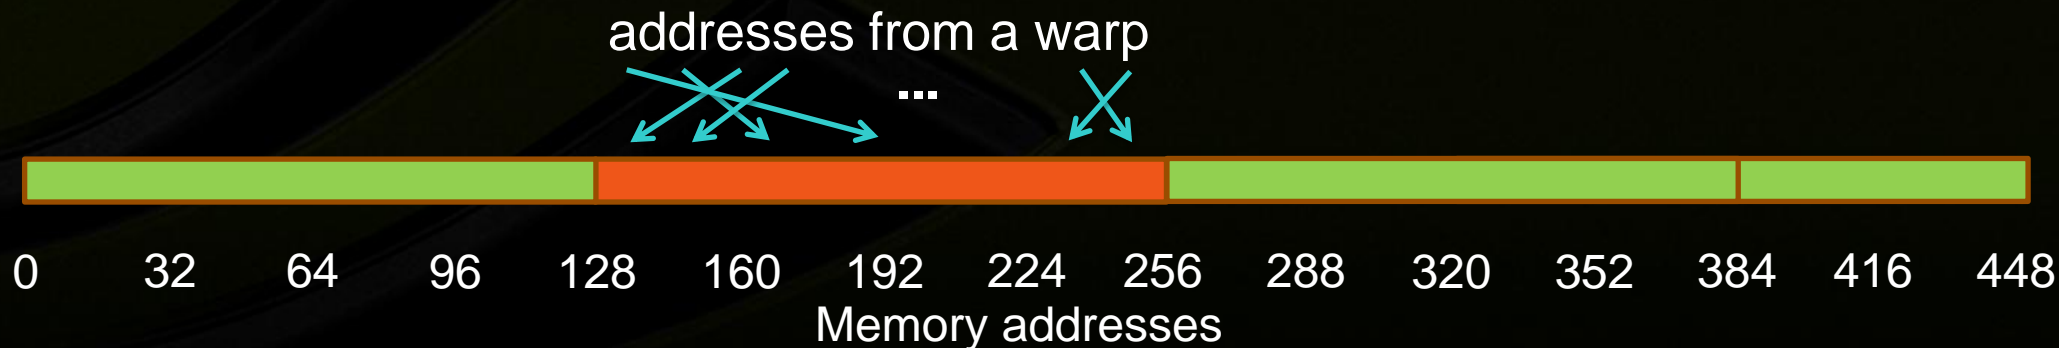 addresses from a warp
...
0 32 64 96 128 160 192 224 256 288 320 352 384 416 448
Memory addresses